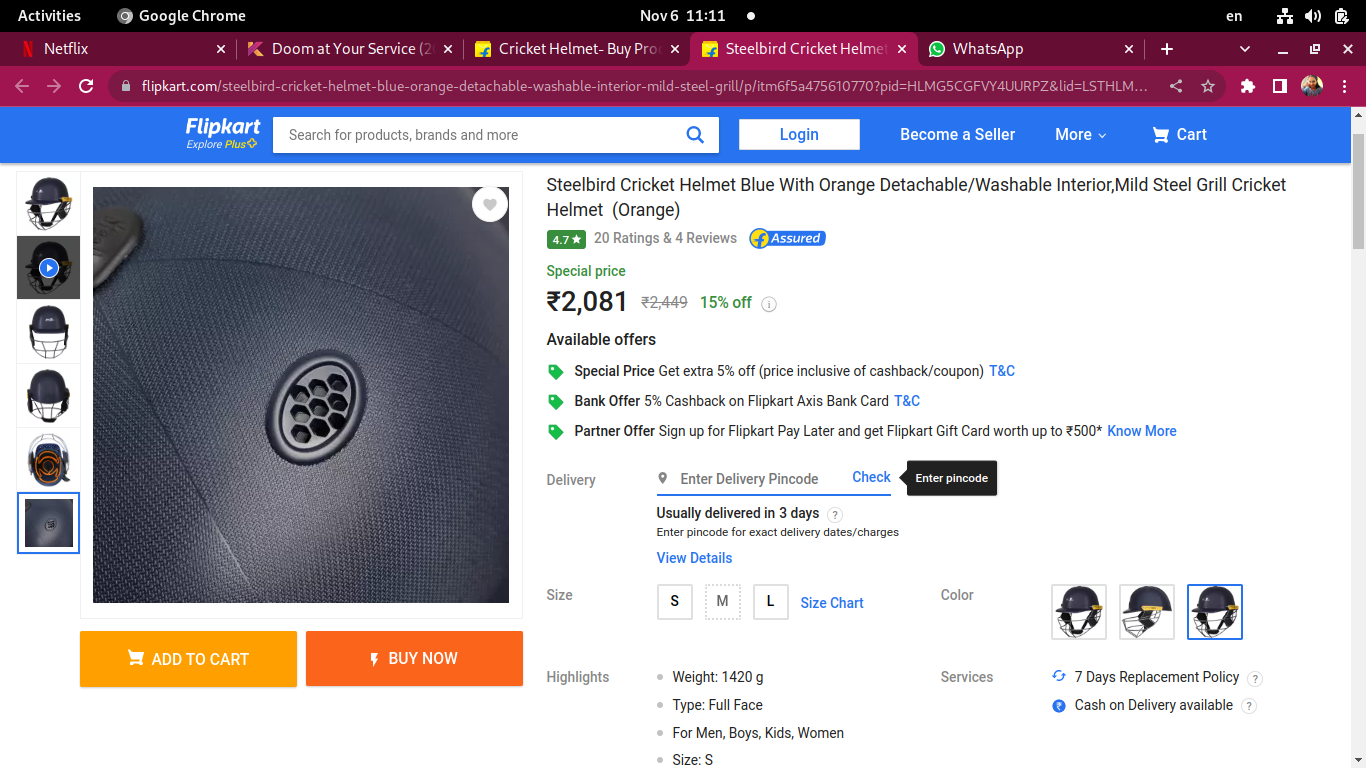 Activities
Google Chrome
Nov 6 11:11
en
Netflix
Doom at Your Service (2
Cricket Helmet- Buy Pro
Steelbird Cricket Helmet
WhatsApp
flipkart.com/steelbird-cricket-helmet-blue-orange-detachable-washable-interior-mild-steel-grill/p/itm6f5a475610770?pid=HLMG5CGFVY4UURPZ&lid=LSTHLM...
Flipkart
Explore Plus
Search for products, brands and more
Login
Become a Seller
More
Cart
Steelbird Cricket Helmet Blue With Orange Detachable/Washable Interior,Mild Steel Grill Cricket
Helmet (Orange)
4.7★
20 Ratings & 4 Reviews
Assured
Special price
₹2,081 ₹2,449 15% off
Available offers
Special Price Get extra 5% off (price inclusive of cashback/coupon) T&C
Bank Offer 5% Cashback on Flipkart Axis Bank Card T&C
Partner Offer Sign up for Flipkart Pay Later and get Flipkart Gift Card worth up to ₹500* Know More
Delivery
Enter Delivery Pincode
Check
Enter pincode
Usually delivered in 3 days ?
Enter pincode for exact delivery dates/charges
View Details
Size
S
M
L
Size Chart
Color
ADD TO CART
BUY NOW
Highlights
Weight: 1420 g
Type: Full Face
For Men, Boys, Kids, Women
Size: S
Services
7 Days Replacement Policy ?
₹ Cash on Delivery available ?